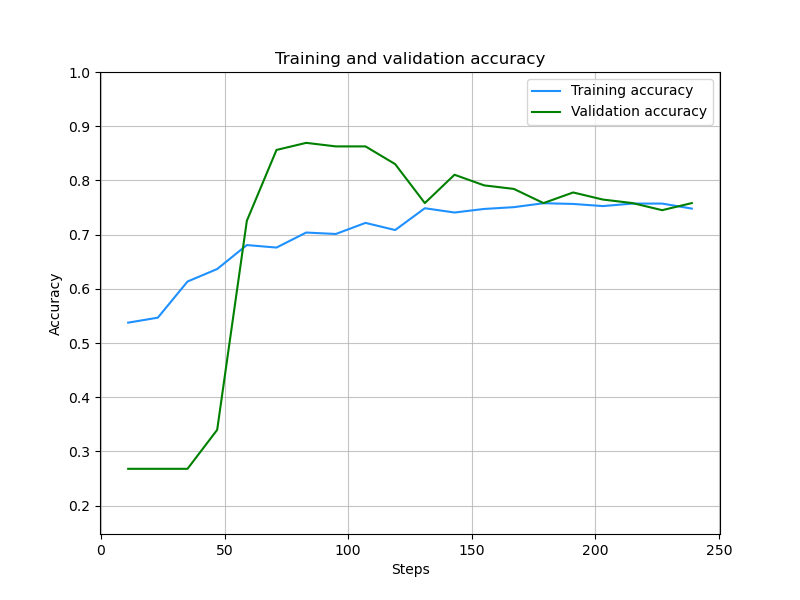 Training and validation accuracy
Training accuracy
Validation accuracy
1.0
0.9
0.8
0.7
0.6
0.5
0.4
0.3
0.2
Accuracy
0 50 100 150 200 250
Steps